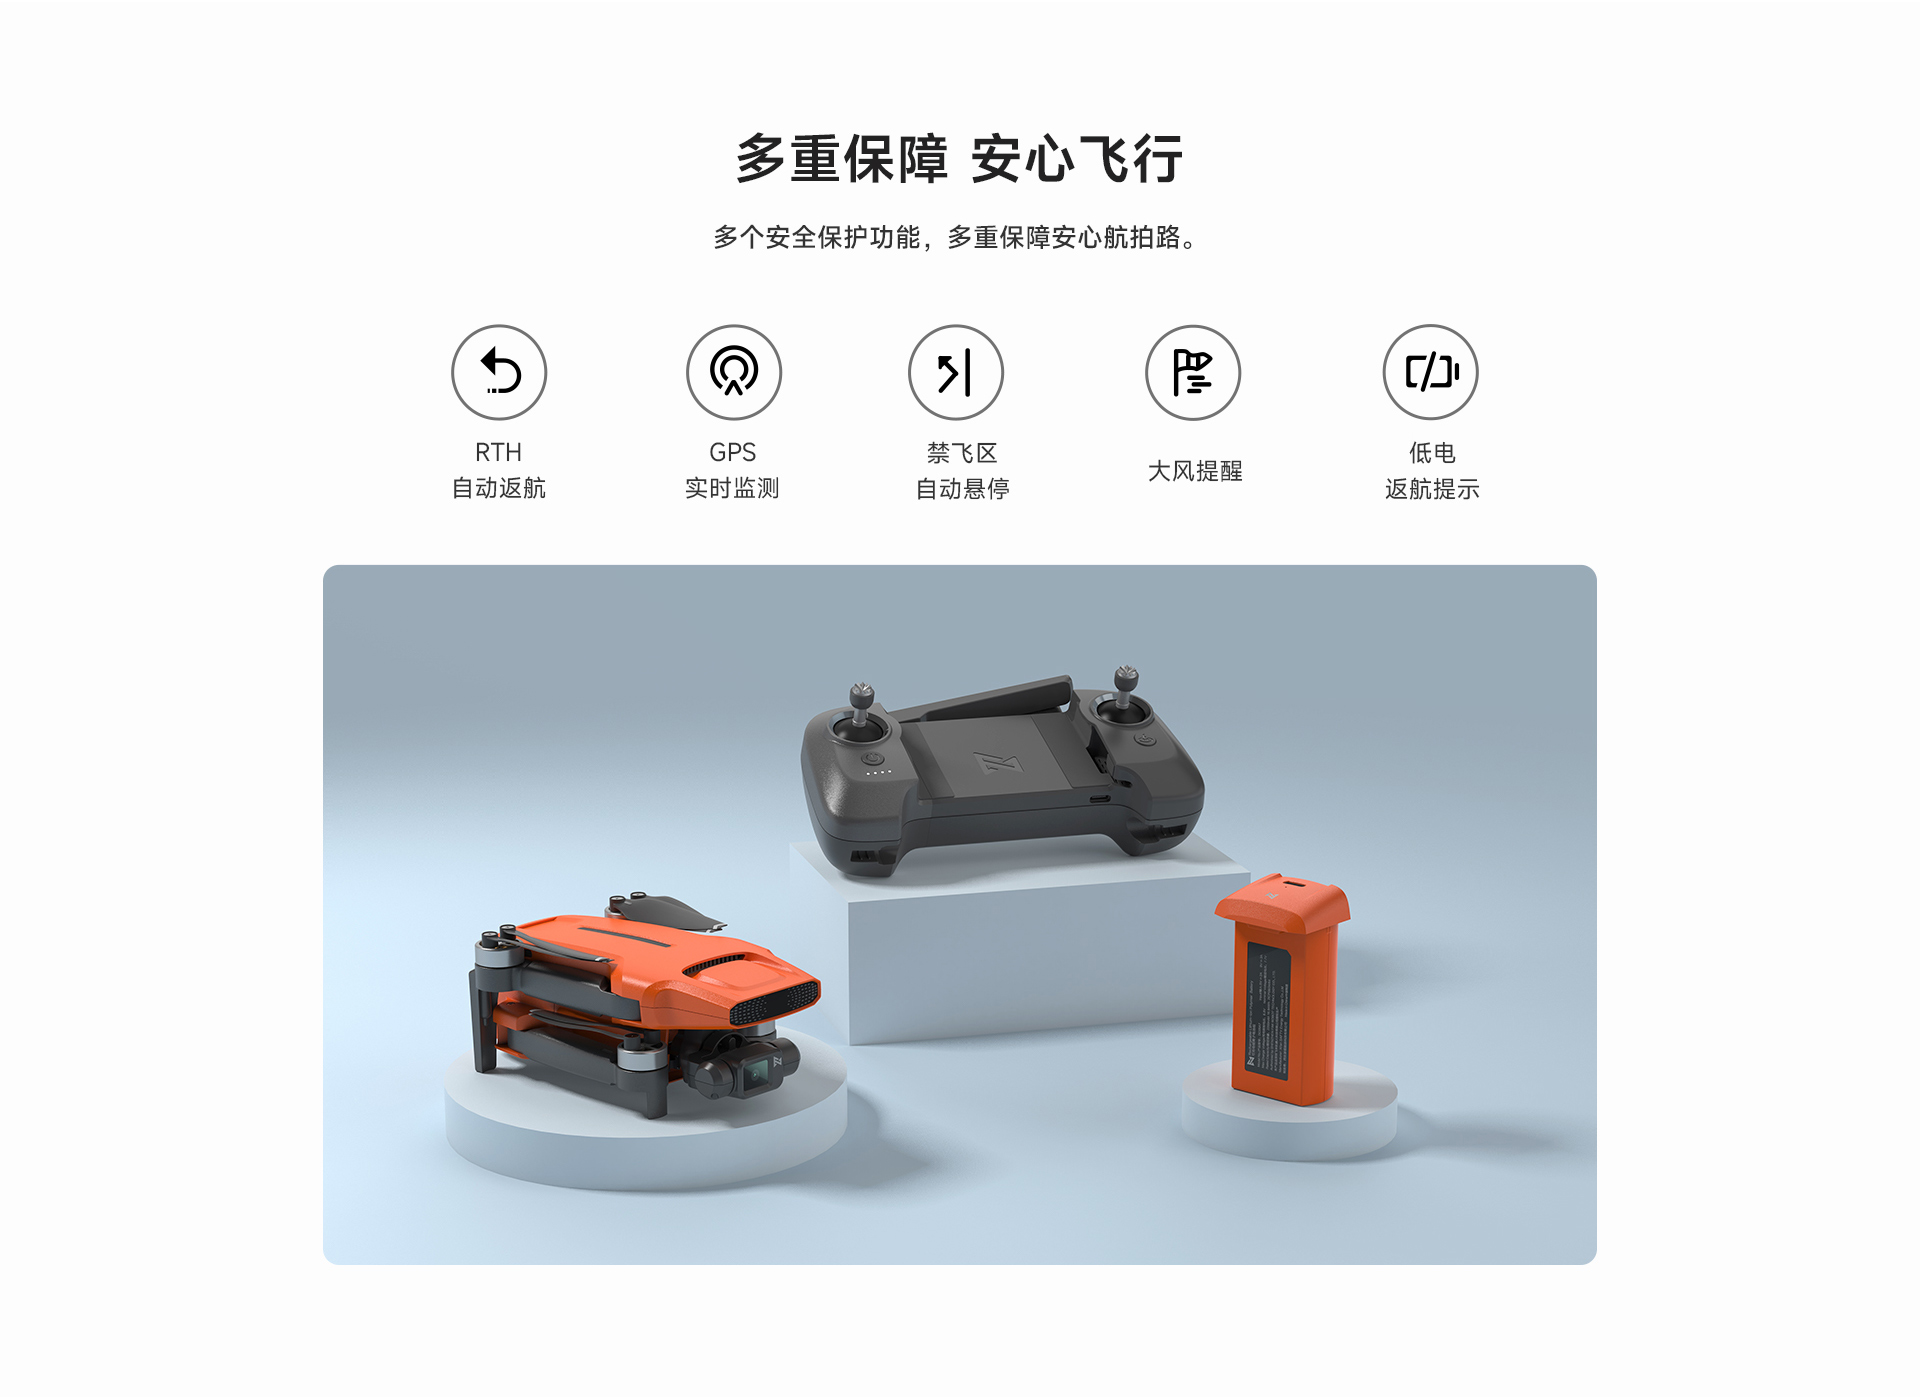 多重保障 安心飞行
多个安全保护功能，多重保障安心航拍路。
RTH
自动返航
GPS
实时监测
禁飞区
自动悬停
大风提醒
低电
返航提示